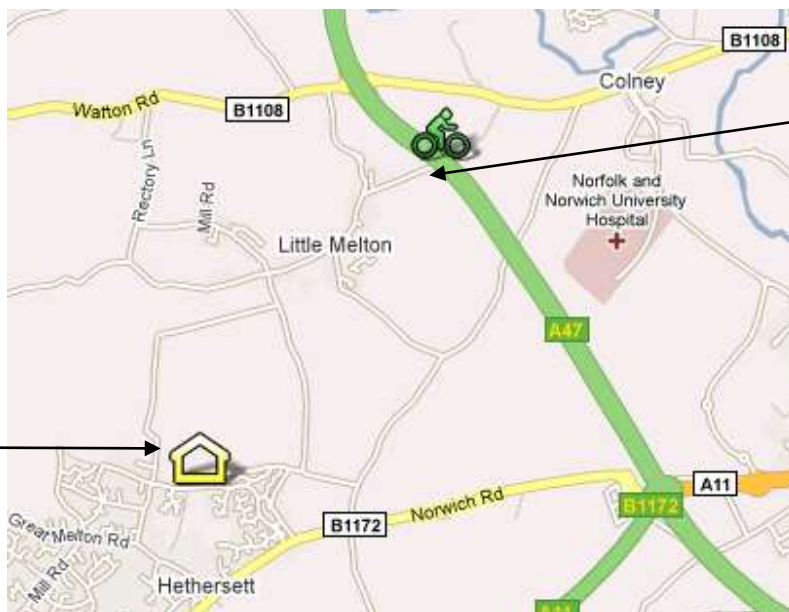 B1108
Colney
Watton Rd
B1108
Rectory Ln
Mill Rd
Norfolk and
Norwich University
Hospital
Little Melton
A47
A11
Norwich Rd
B1172
B1172
Great Melton Rd
Mill Rd
Hethersett
A11